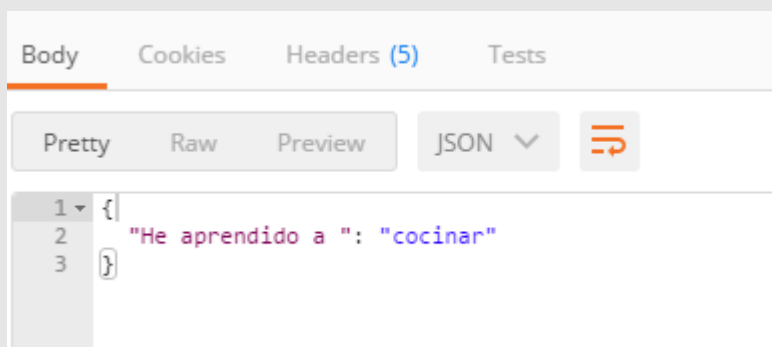 Body Cookies Headers (5) Tests
Pretty Raw Preview JSON
1 {
2 "He aprendido a ": "cocinar"
3 }